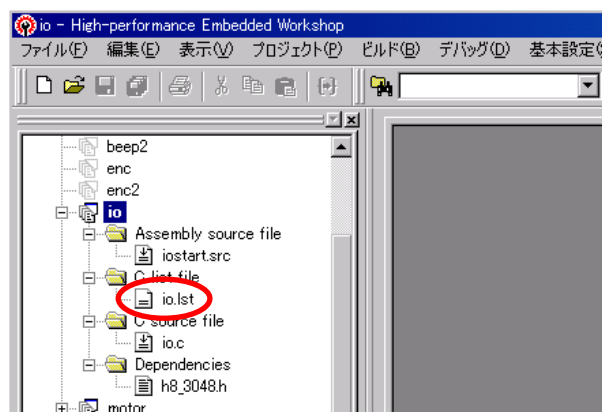 io - High-performance Embedded Workshop
ファイル(F) 編集(E) 表示(V) プロジェクト(P) ビルド(B) デバッグ(D) 基本設定(
beep2
enc
enc2
io
Assembly source file
iostart.src
C list file
io.lst
C source file
io.c
Dependencies
h8_3048.h
motor